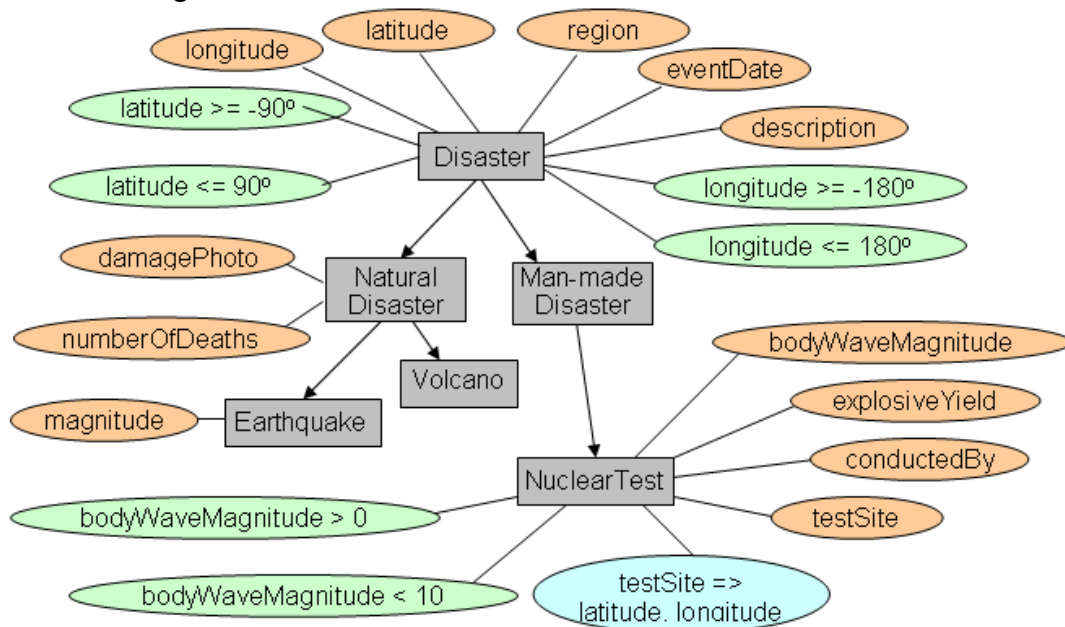 latitude
region
longitude
eventDate
latitude >= -90º
description
Disaster
latitude <= 90º
longitude >= -180º
longitude <= 180º
damagePhoto
Natural
Disaster
Man-made
Disaster
numberOfDeaths
bodyWaveMagnitude
Volcano
explosiveYield
magnitude
Earthquake
conductedBy
NuclearTest
bodyWaveMagnitude > 0
testSite
bodyWaveMagnitude < 10
testSite =>
latitude, longitude